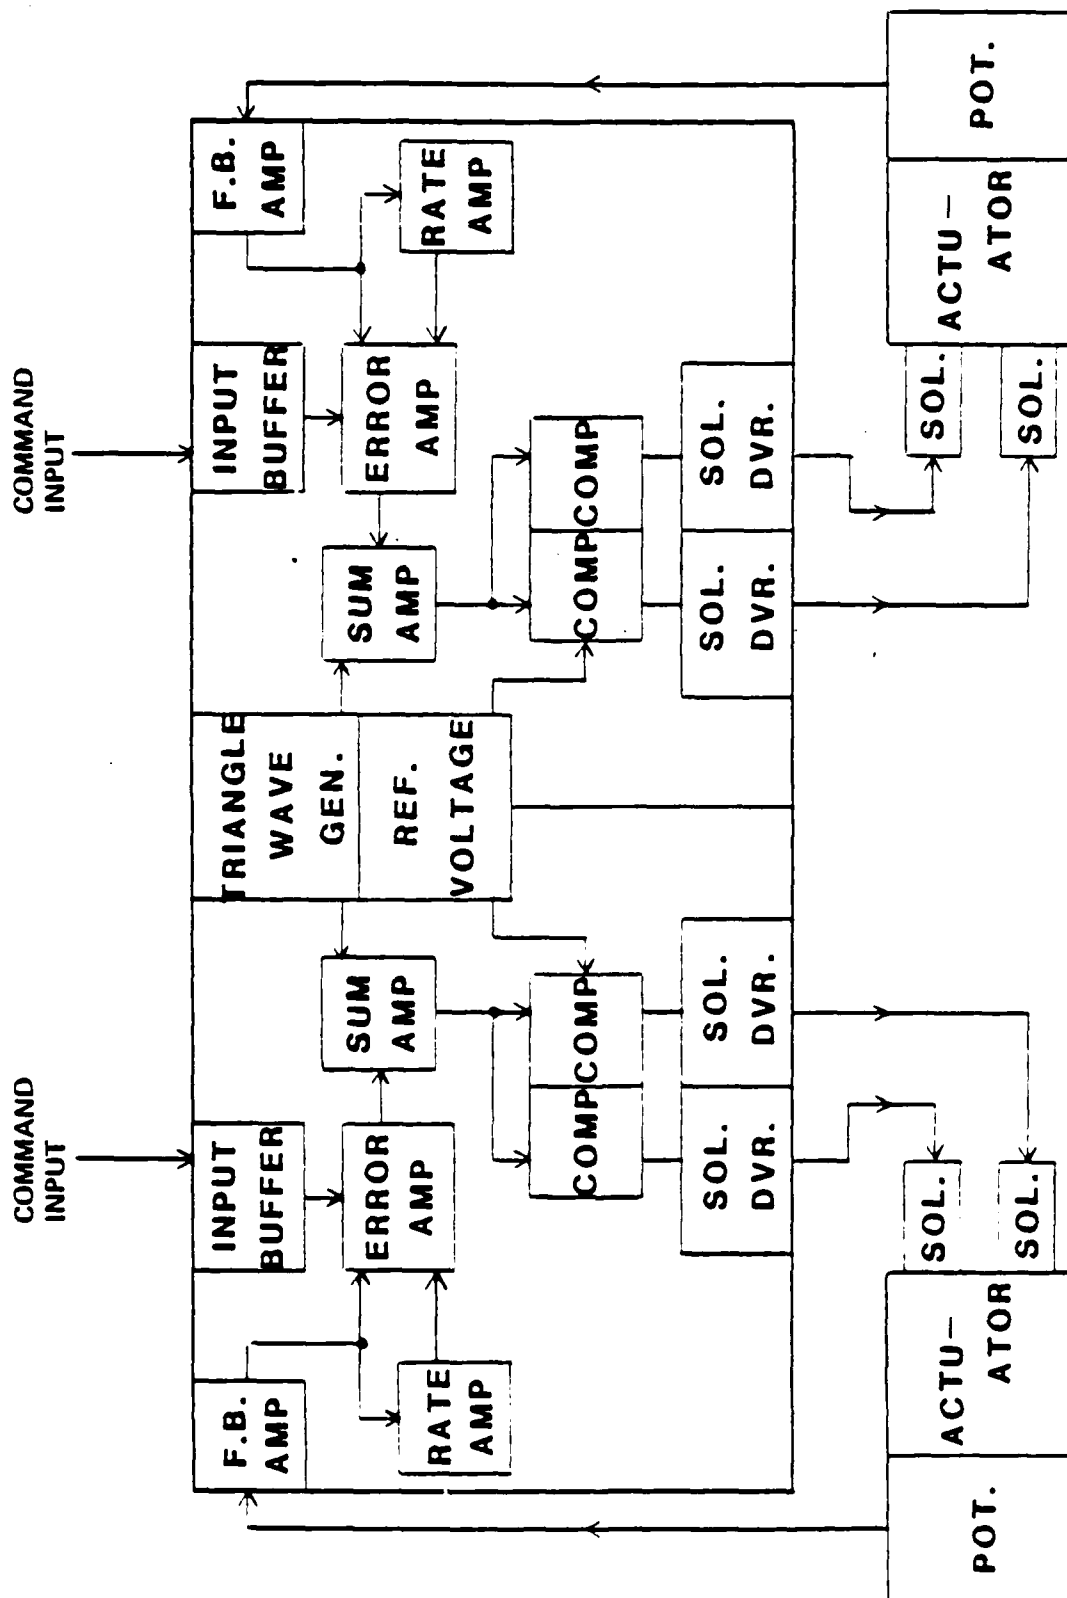 COMMAND
INPUT
COMMAND
INPUT
F.B.
AMP
INPUT
BUFFER
TRIANGLE
WAVE
GEN.
INPUT
BUFFER
F.B.
AMP
RATE
AMP
ERROR
AMP
SUM
AMP
REF.
VOLTAGE
SUM
AMP
ERROR
AMP
RATE
AMP
COMP
COMP
COMP
COMP
SOL.
DVR.
SOL.
DVR.
SOL.
DVR.
SOL.
DVR.
POT.
ACTU-
ATOR
SOL.
SOL.
SOL.
SOL.
ACTU-
ATOR
POT.